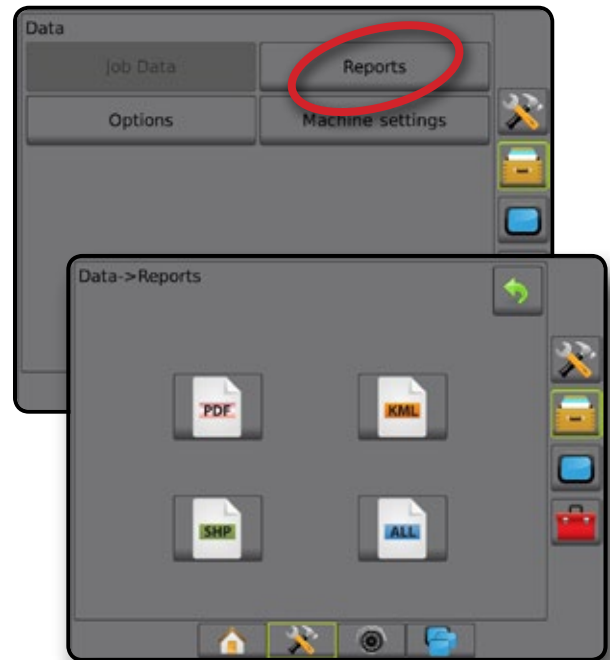 Data
Job Data
Reports
Options
Machine settings
Data->Reports
PDF
KML
SHP
ALL